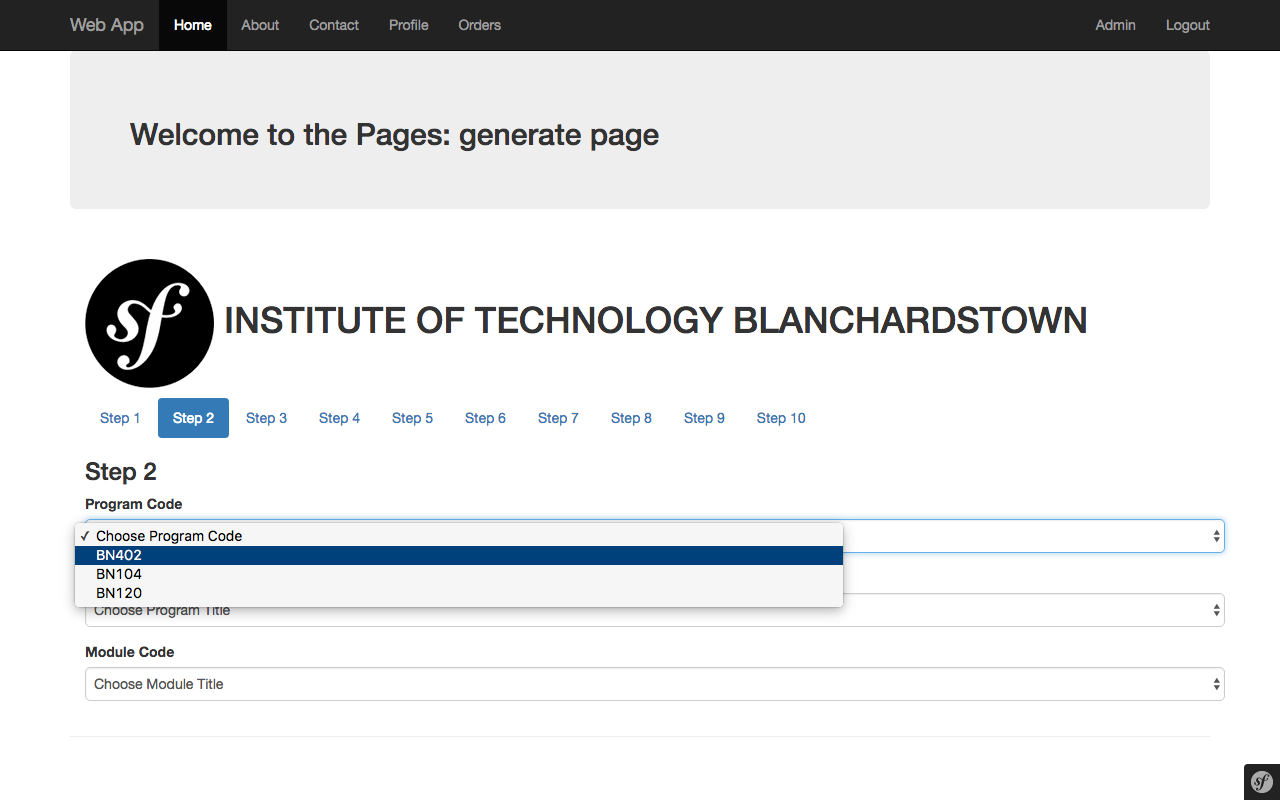 Web App Home About Contact Profile Orders Admin Logout
Welcome to the Pages: generate page
sf INSTITUTE OF TECHNOLOGY BLANCHARDSTOWN
Step 1 Step 2 Step 3 Step 4 Step 5 Step 6 Step 7 Step 8 Step 9 Step 10
Step 2
Program Code
✓ Choose Program Code
BN402
BN104
BN120
Choose Program Title
Module Code
Choose Module Title
sf